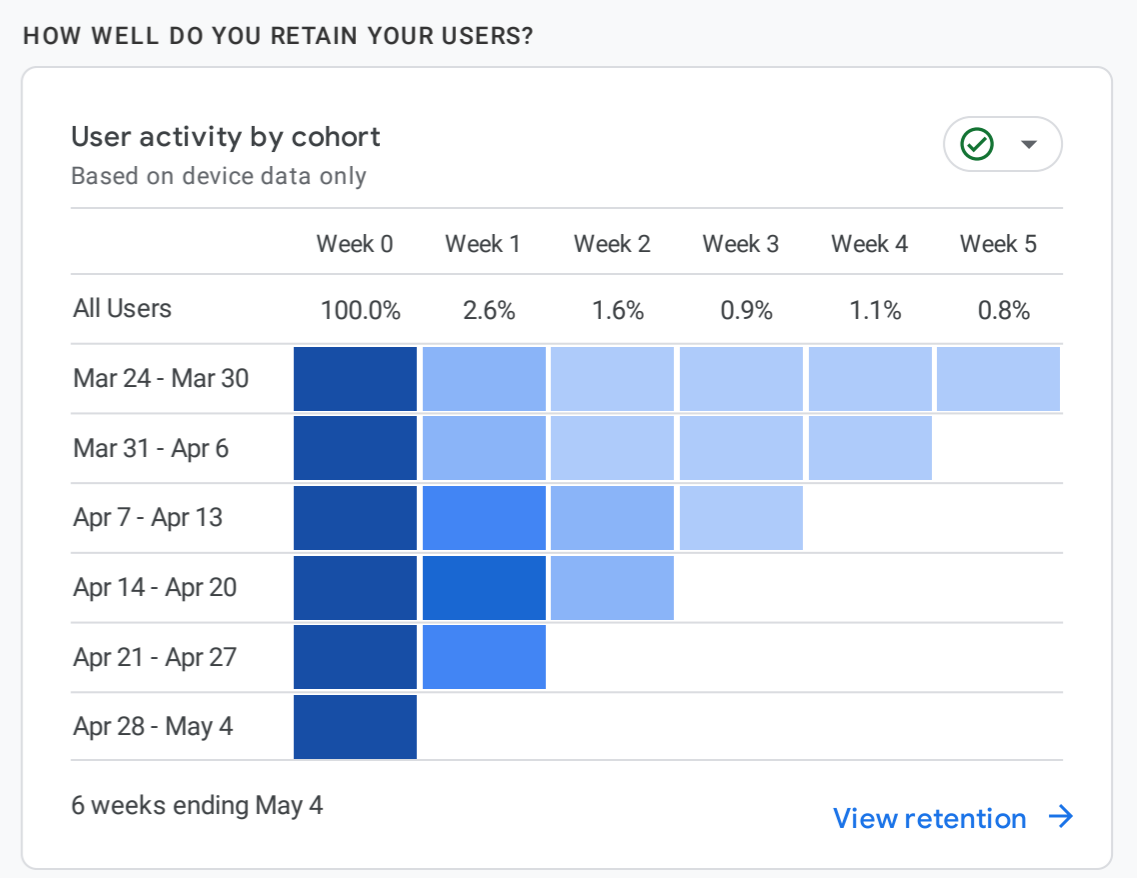 HOW WELL DO YOU RETAIN YOUR USERS?
User activity by cohort
Based on device data only
Week 0 Week 1 Week 2 Week 3 Week 4 Week 5
All Users 100.0% 2.6% 1.6% 0.9% 1.1% 0.8%
Mar 24 - Mar 30
Mar 31 - Apr 6
Apr 7 - Apr 13
Apr 14 - Apr 20
Apr 21 - Apr 27
Apr 28 - May 4
6 weeks ending May 4
View retention